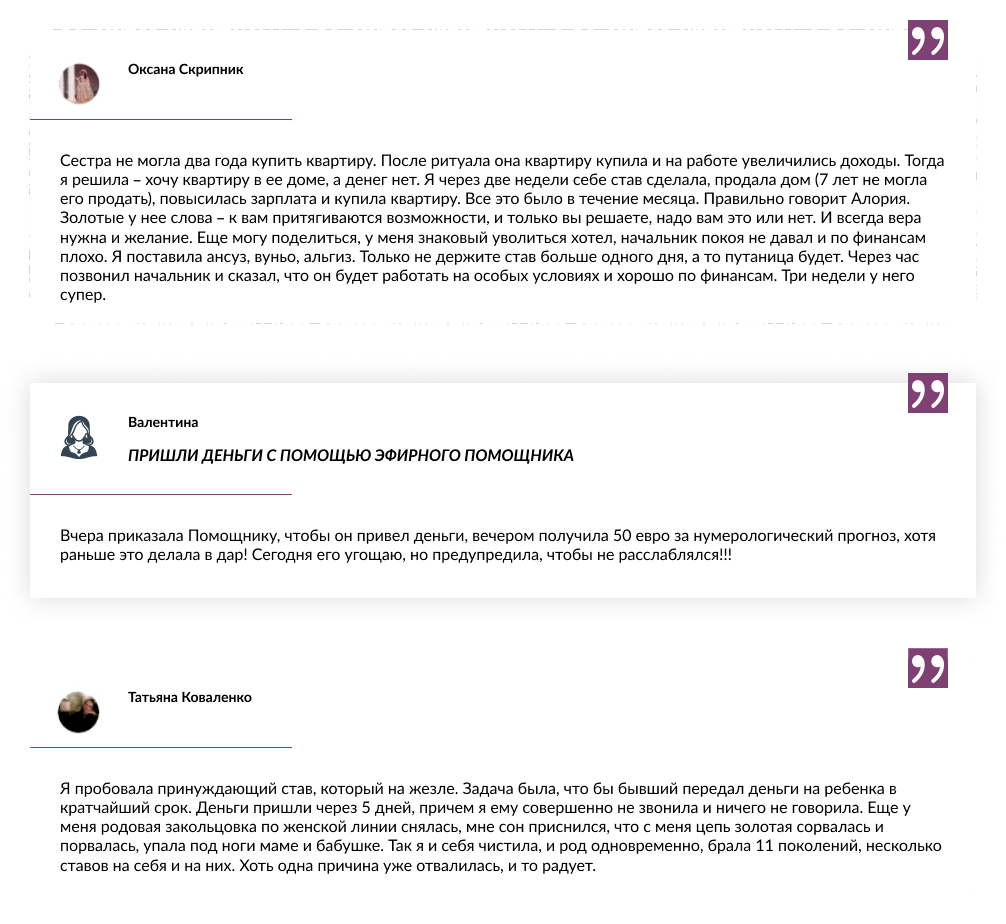 Оксана Скрипник
Сестра не могла два года купить квартиру. После ритуала она квартиру купила и на работе увеличились доходы. Тогда
я решила – хочу квартиру в ее доме, а денег нет. Я через две недели себе став сделала, продала дом (7 лет не могла
его продать), повысилась зарплата и купила квартиру. Все это было в течение месяца. Правильно говорит Алория.
Золотые у нее слова – к вам притягиваются возможности, и только вы решаете, надо вам это или нет. И всегда вера
нужна и желание. Еще могу поделиться, у меня знаковый уволиться хотел, начальник покоя не давал и по финансам
плохо. Я поставила ансуз, вуньо, альгиз. Только не держите став больше одного дня, а то путаница будет. Через час
позвонил начальник и сказал, что он будет работать на особых условиях и хорошо по финансам. Три недели у него
супер.
Валентина
ПРИШЛИ ДЕНЬГИ С ПОМОЩЬЮ ЭФИРНОГО ПОМОЩНИКА
Вчера приказала Помощнику, чтобы он привел деньги, вечером получила 50 евро за нумерологический прогноз, хотя
раньше это делала в дар! Сегодня его угощаю, но предупредила, чтобы не расслаблялся!!!
Татьяна Коваленко
Я пробовала принуждающий став, который на жезле. Задача была, что бы бывший передал деньги на ребенка в
кратчайший срок. Деньги пришли через 5 дней, причем я ему совершенно не звонила и ничего не говорила. Еще у
меня родовая закольцовка по женской линии снялась, мне сон приснился, что с меня цепь золотая сорвалась и
порвалась, упала под ноги маме и бабушке. Так я и себя чистила, и род одновременно, брала 11 поколений, несколько
ставов на себя и на них. Хоть одна причина уже отвалилась, и то радует.